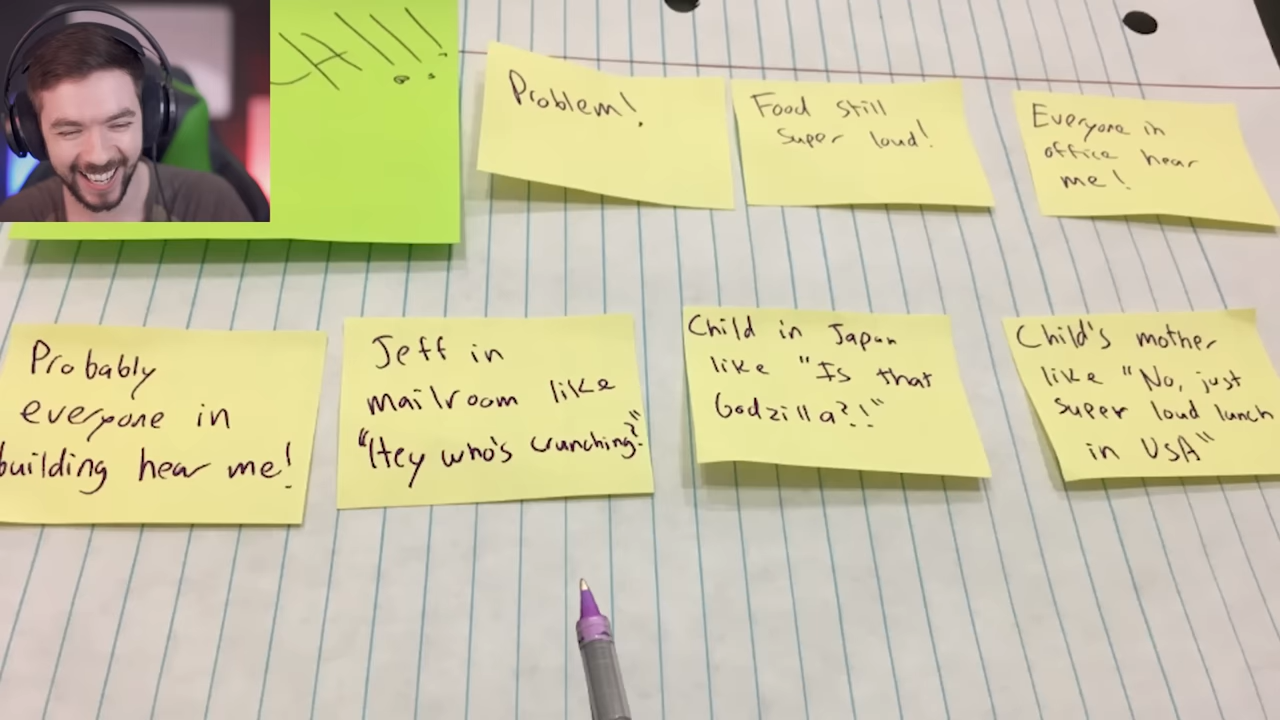 CH!!!!
Problem!
Food still
super loud!
Everyone in
office hear
me!
Probably
everyone in
building hear me!
Jeff in
mailroom like
"Hey who's crunching?"
Child in Japan
like "Is that
Godzilla?!"
Child's mother
like "No, just
super loud lunch
in USA"